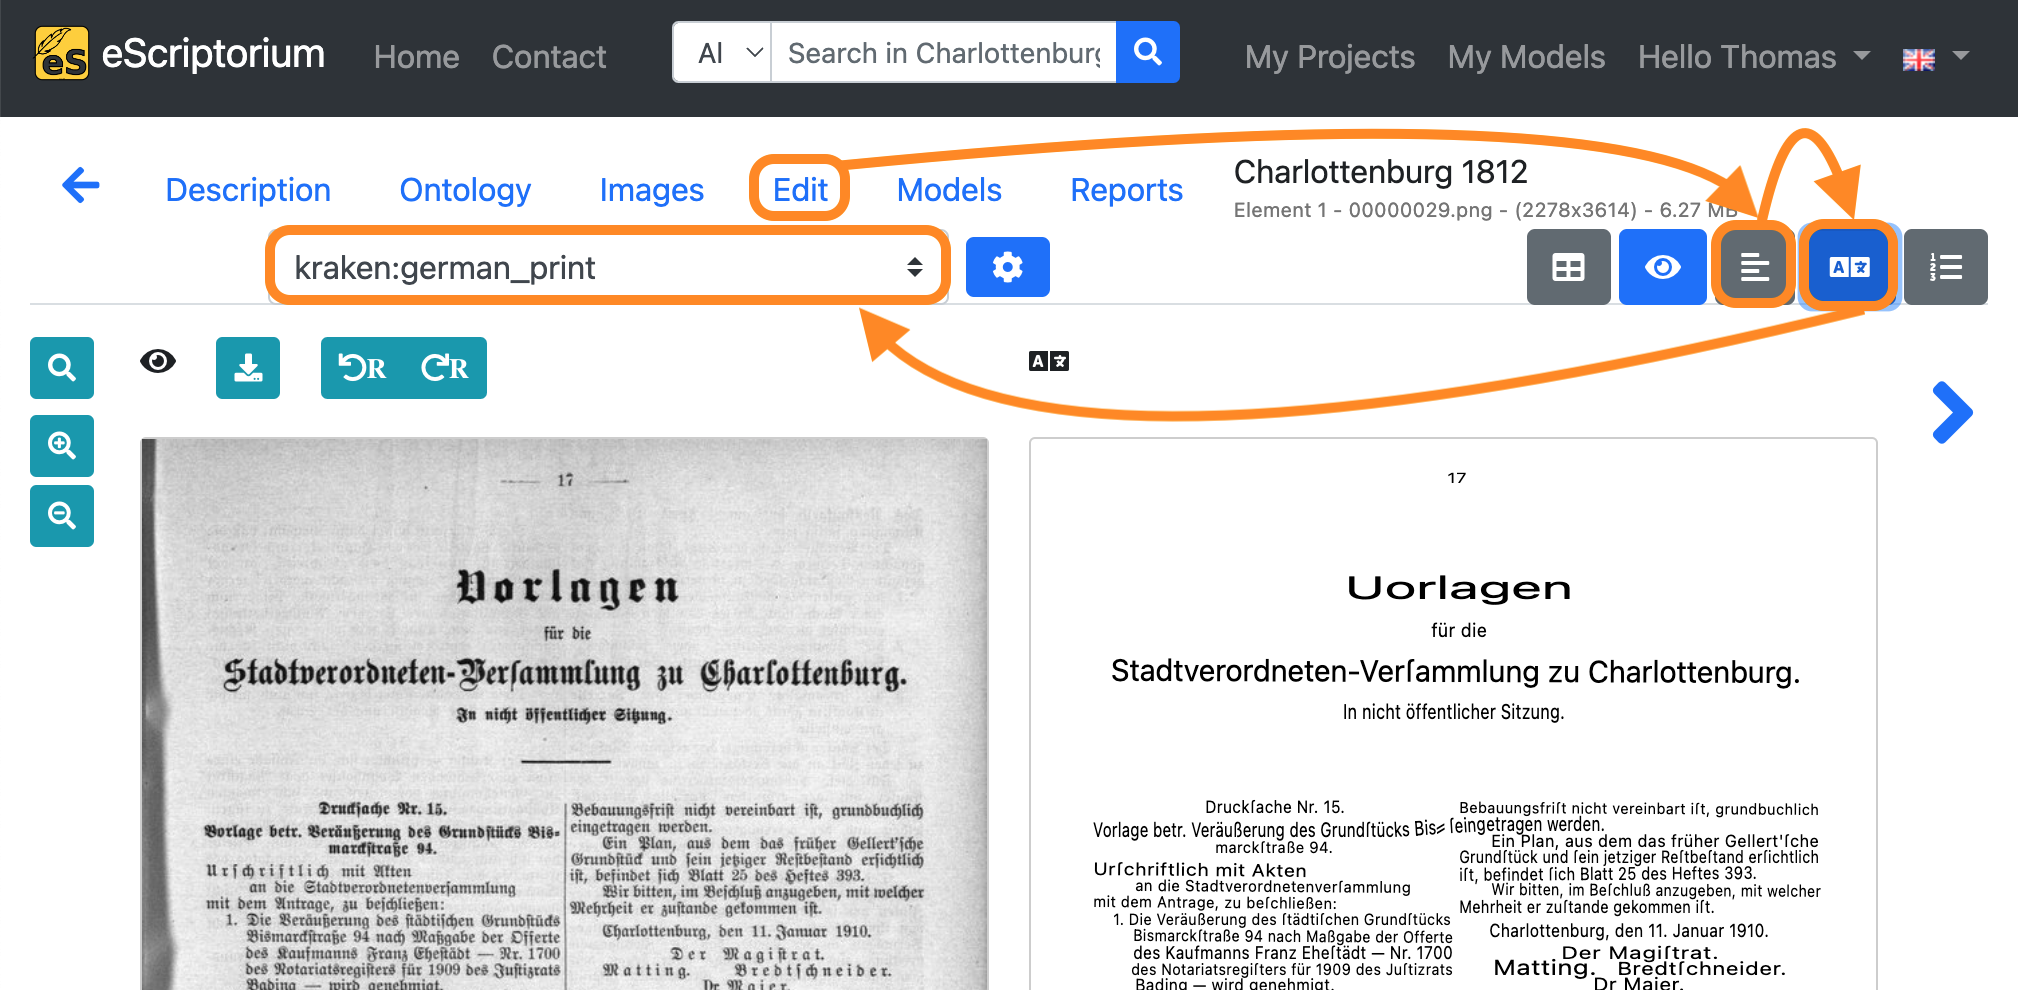 eS eScriptorium Home Contact Al Search in Charlottenburg My Projects My Models Hello Thomas
Description Ontology Images Edit Models Reports
Charlottenburg 1812
Element 1 - 00000029.png - (2278x3614) - 6.27 MB
kraken:german_print
R R
17
Vorlagen
für die
Stadtverordneten-Verſammlung zu Charlottenburg.
In nicht öffentlicher Sitzung.
Druckſache Nr. 15.
Vorlage betr. Veräußerung des Grundſtücks Bis-
marckſtraße 94.
Urſchriftlich mit Akten
an die Stadtverordnetenverſammlung
mit dem Antrage, zu beſchließen:
1. Die Veräußerung des ſtädtiſchen Grundſtücks
Bismarckſtraße 94 nach Maßgabe der Offerte
des Kaufmanns Franz Eheſtädt — Nr. 1700
des Notariatsregiſters für 1909 des Juſtizrats
Bading — wird genehmigt.
Bebauungsfriſt nicht vereinbart iſt, grundbuchlich
eingetragen werden.
Ein Plan, aus dem das früher Gellert'ſche
Grundſtück und ſein jetziger Reſtbeſtand erſichtlich
iſt, befindet ſich Blatt 25 des Heftes 393.
Wir bitten, im Beſchluß anzugeben, mit welcher
Mehrheit er zuſtande gekommen iſt.
Charlottenburg, den 11. Januar 1910.
Der Magiſtrat.
Matting. Bredtſchneider.
Dr Maier.
17
Uorlagen
für die
Stadtverordneten-Verſammlung zu Charlottenburg.
In nicht öffentlicher Sitzung.
Druckſache Nr. 15.
Vorlage betr. Veräußerung des Grundſtücks Bis⸗
marckſtraße 94.
Urſchriftlich mit Akten
an die Stadtverordnetenverſammlung
mit dem Antrage, zu beſchließen:
1. Die Veräußerung des ſtädtiſchen Grundſtücks
Bismarckſtraße 94 nach Maßgabe der Offerte
des Kaufmanns Franz Eheſtädt — Nr. 1700
des Notariatsregiſters für 1909 des Juſtizrats
Bading — wird genehmigt.
Bebauungsfriſt nicht vereinbart iſt, grundbuchlich
ſeingetragen werden.
Ein Plan, aus dem das früher Gellert'ſche
Grundſtück und ſein jetziger Reſtbeſtand erſichtlich
iſt, befindet ſich Blatt 25 des Heftes 393.
Wir bitten, im Beſchluß anzugeben, mit welcher
Mehrheit er zuſtande gekommen iſt.
Charlottenburg, den 11. Januar 1910.
Der Magiſtrat.
Matting. Bredtſchneider.
Dr Maier.